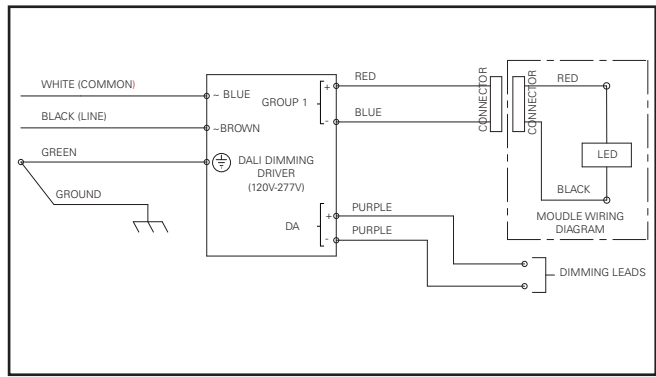 WHITE (COMMON)
BLACK (LINE)
GREEN
GROUND
~ BLUE
GROUP 1
~BROWN
DALI DIMMING
DRIVER
(120V-277V)
DA
+
-
+
-
RED
BLUE
PURPLE
PURPLE
CONNECTOR
CONNECTOR
RED
LED
BLACK
MOUDLE WIRING
DIAGRAM
DIMMING LEADS